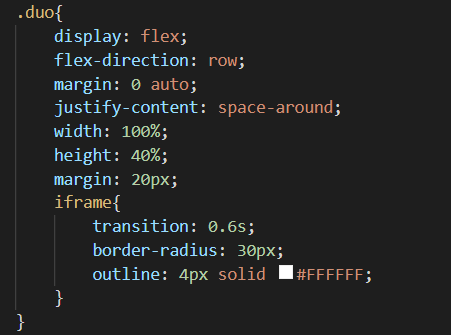 .duo{
display: flex;
flex-direction: row;
margin: 0 auto;
justify-content: space-around;
width: 100%;
height: 40%;
margin: 20px;
iframe{
transition: 0.6s;
border-radius: 30px;
outline: 4px solid #FFFFFF;
}
}